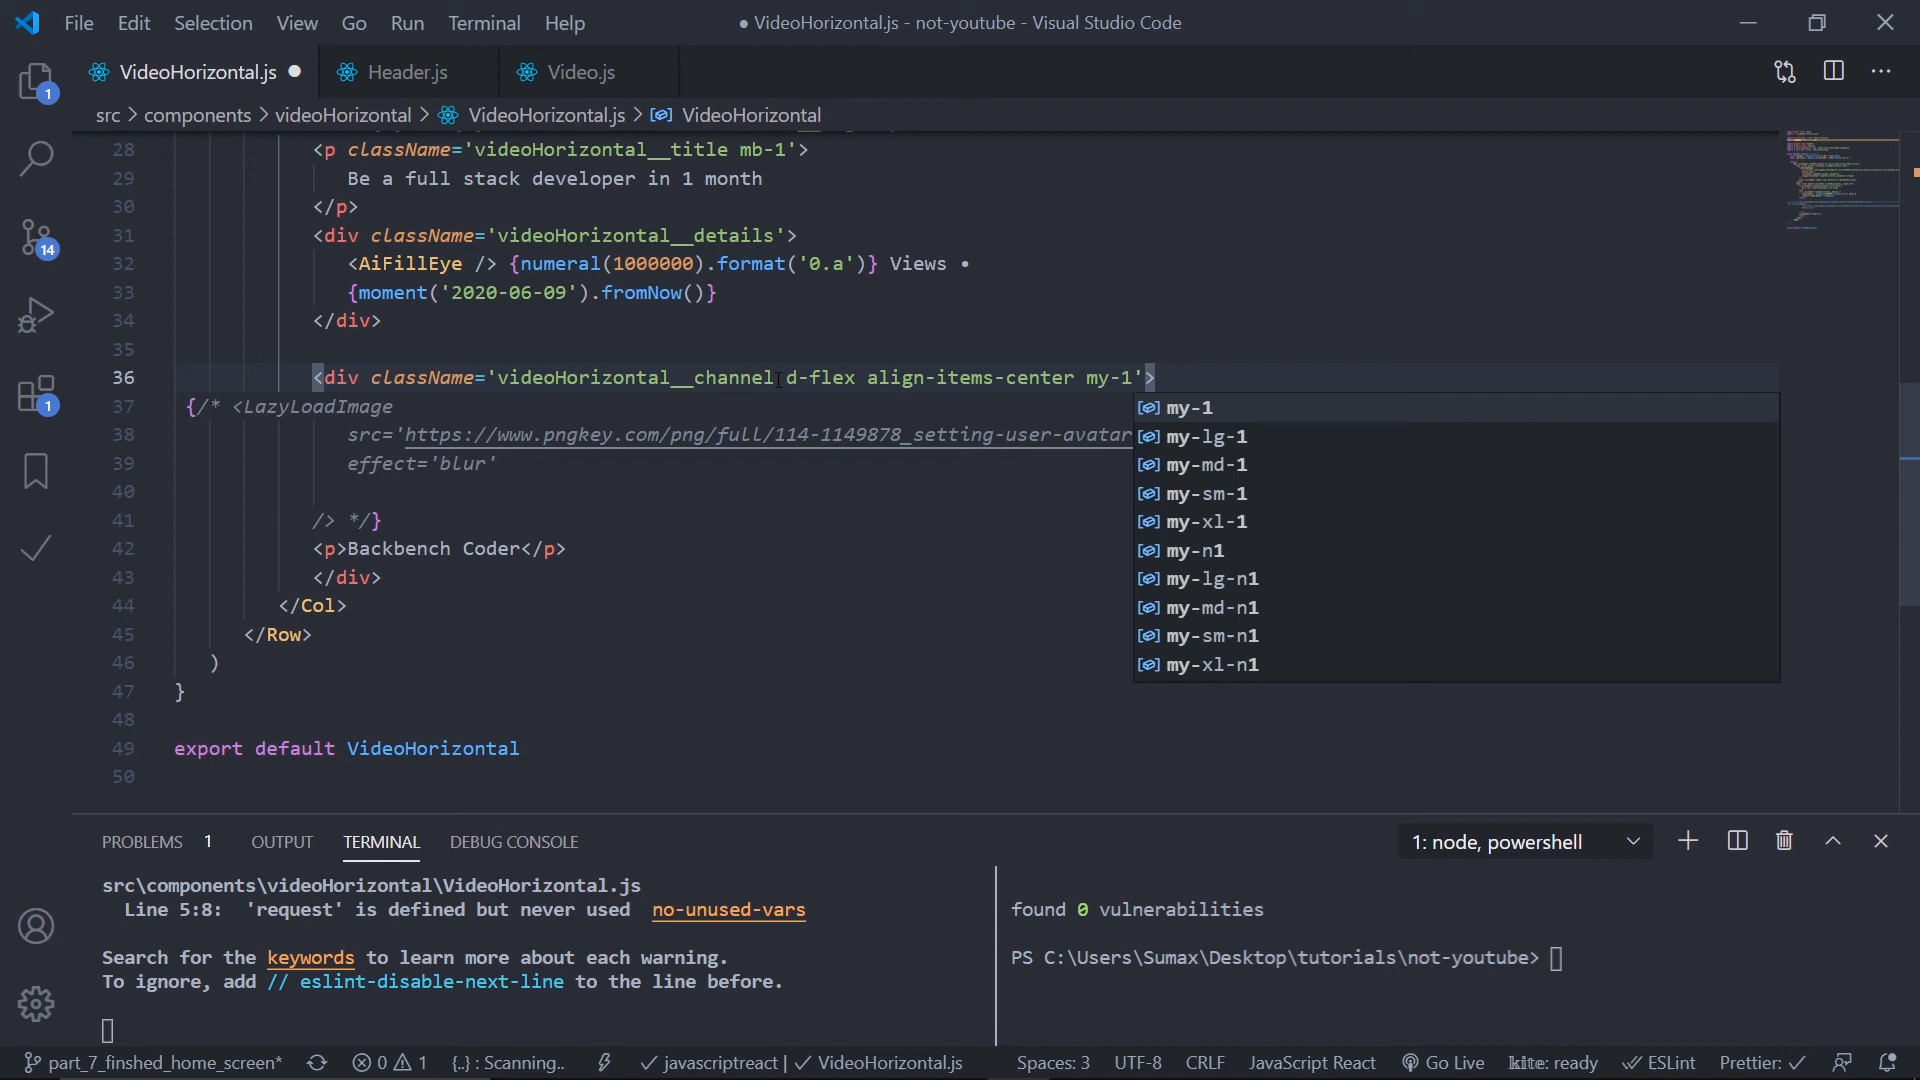 File Edit Selection View Go Run Terminal Help
● VideoHorizontal.js - not-youtube - Visual Studio Code
VideoHorizontal.js ● Header.js Video.js
src > components > videoHorizontal > VideoHorizontal.js > VideoHorizontal
28 <p className='videoHorizontal__title mb-1'>
29 Be a full stack developer in 1 month
30 </p>
31 <div className='videoHorizontal__details'>
32 <AiFillEye /> {numeral(1000000).format('0.a')} Views •
33 {moment('2020-06-09').fromNow()}
34 </div>
35
36 <div className='videoHorizontal__channel d-flex align-items-center my-1'>
37 {/* <LazyLoadImage
38 src='https://www.pngkey.com/png/full/114-1149878_setting-user-avatar
39 effect='blur'
40
41 /> */}
42 <p>Backbench Coder</p>
43 </div>
44 </Col>
45 </Row>
46 )
47 }
48
49 export default VideoHorizontal
50
my-1
my-lg-1
my-md-1
my-sm-1
my-xl-1
my-n1
my-lg-n1
my-md-n1
my-sm-n1
my-xl-n1
1
14
1
PROBLEMS 1 OUTPUT TERMINAL DEBUG CONSOLE
1: node, powershell
src\components\videoHorizontal\VideoHorizontal.js
Line 5:8: 'request' is defined but never used no-unused-vars
Search for the keywords to learn more about each warning.
To ignore, add // eslint-disable-next-line to the line before.
found 0 vulnerabilities
PS C:\Users\Sumax\Desktop\tutorials\not-youtube>
part_7_finshed_home_screen* 0 1 {..} : Scanning.. javascriptreact | VideoHorizontal.js Spaces: 3 UTF-8 CRLF JavaScript React Go Live kite: ready ESLint Prettier: ✓